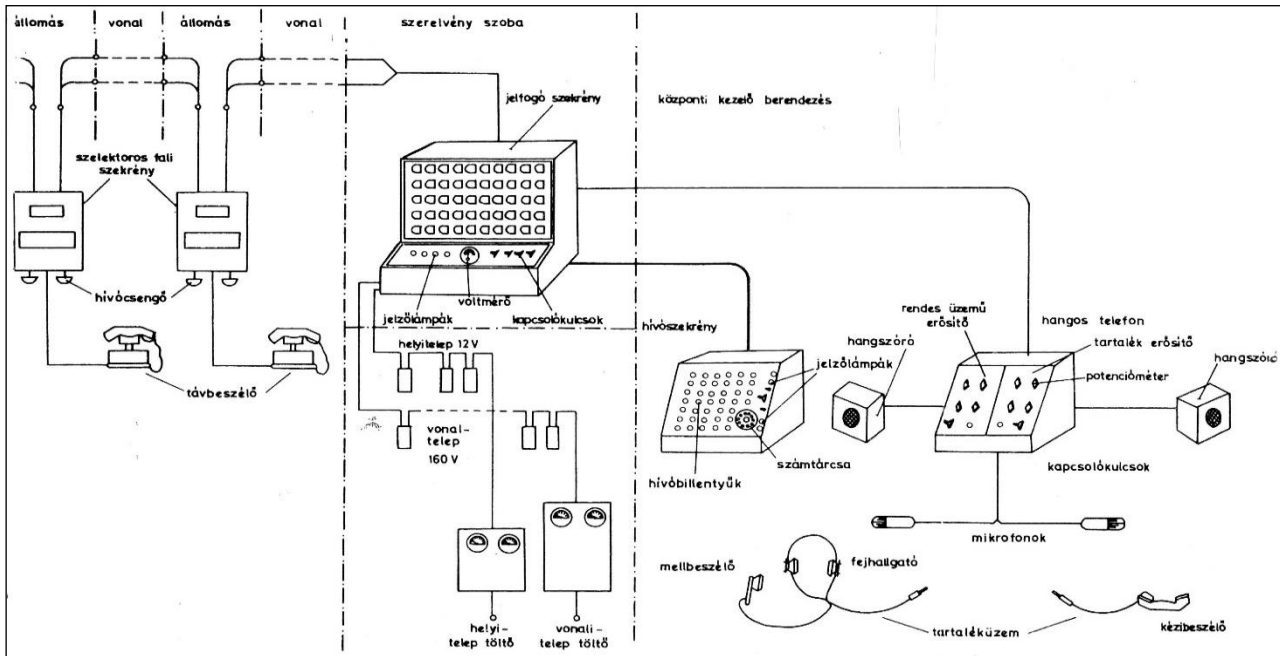 állomás
vonal
állomás
vonal
szerelvény szoba
jelfogó szekrény
központi kezelő berendezés
szelektoros fali
szekrény
hívócsengő
távbeszélő
voltmérő
jelzőlámpák
kapcsolókulcsok
helyitelep 12 V
vonal-
telep
160 V
helyi-
telep töltő
vonali-
telep töltő
hívószekrény
jelzőlámpák
számtárcsa
hívóbillentyűk
rendes üzemű
erősítő
hangszóró
hangos telefon
tartalék erősítő
potencióméter
hangszóró
kapcsolókulcsok
mikrofonok
mellbeszélő
fejhallgató
tartaléküzem
kézibeszélő